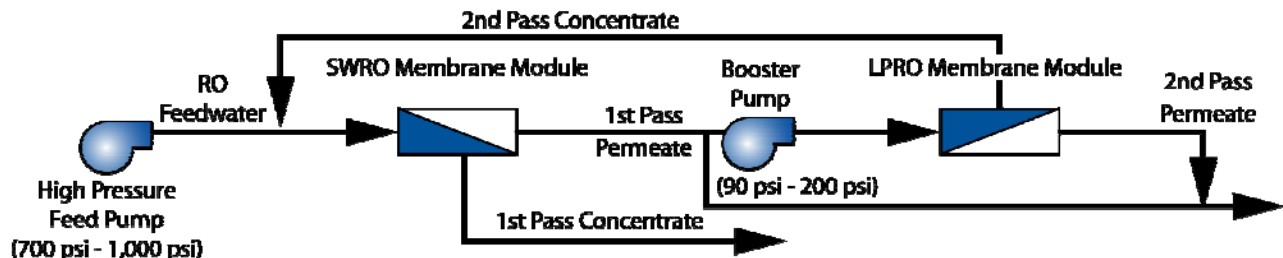 2nd Pass Concentrate
RO
Feedwater
SWRO Membrane Module
Booster
Pump
LPRO Membrane Module
2nd Pass
Permeate
1st Pass
Permeate
High Pressure
Feed Pump
(700 psi - 1,000 psi)
(90 psi - 200 psi)
1st Pass Concentrate